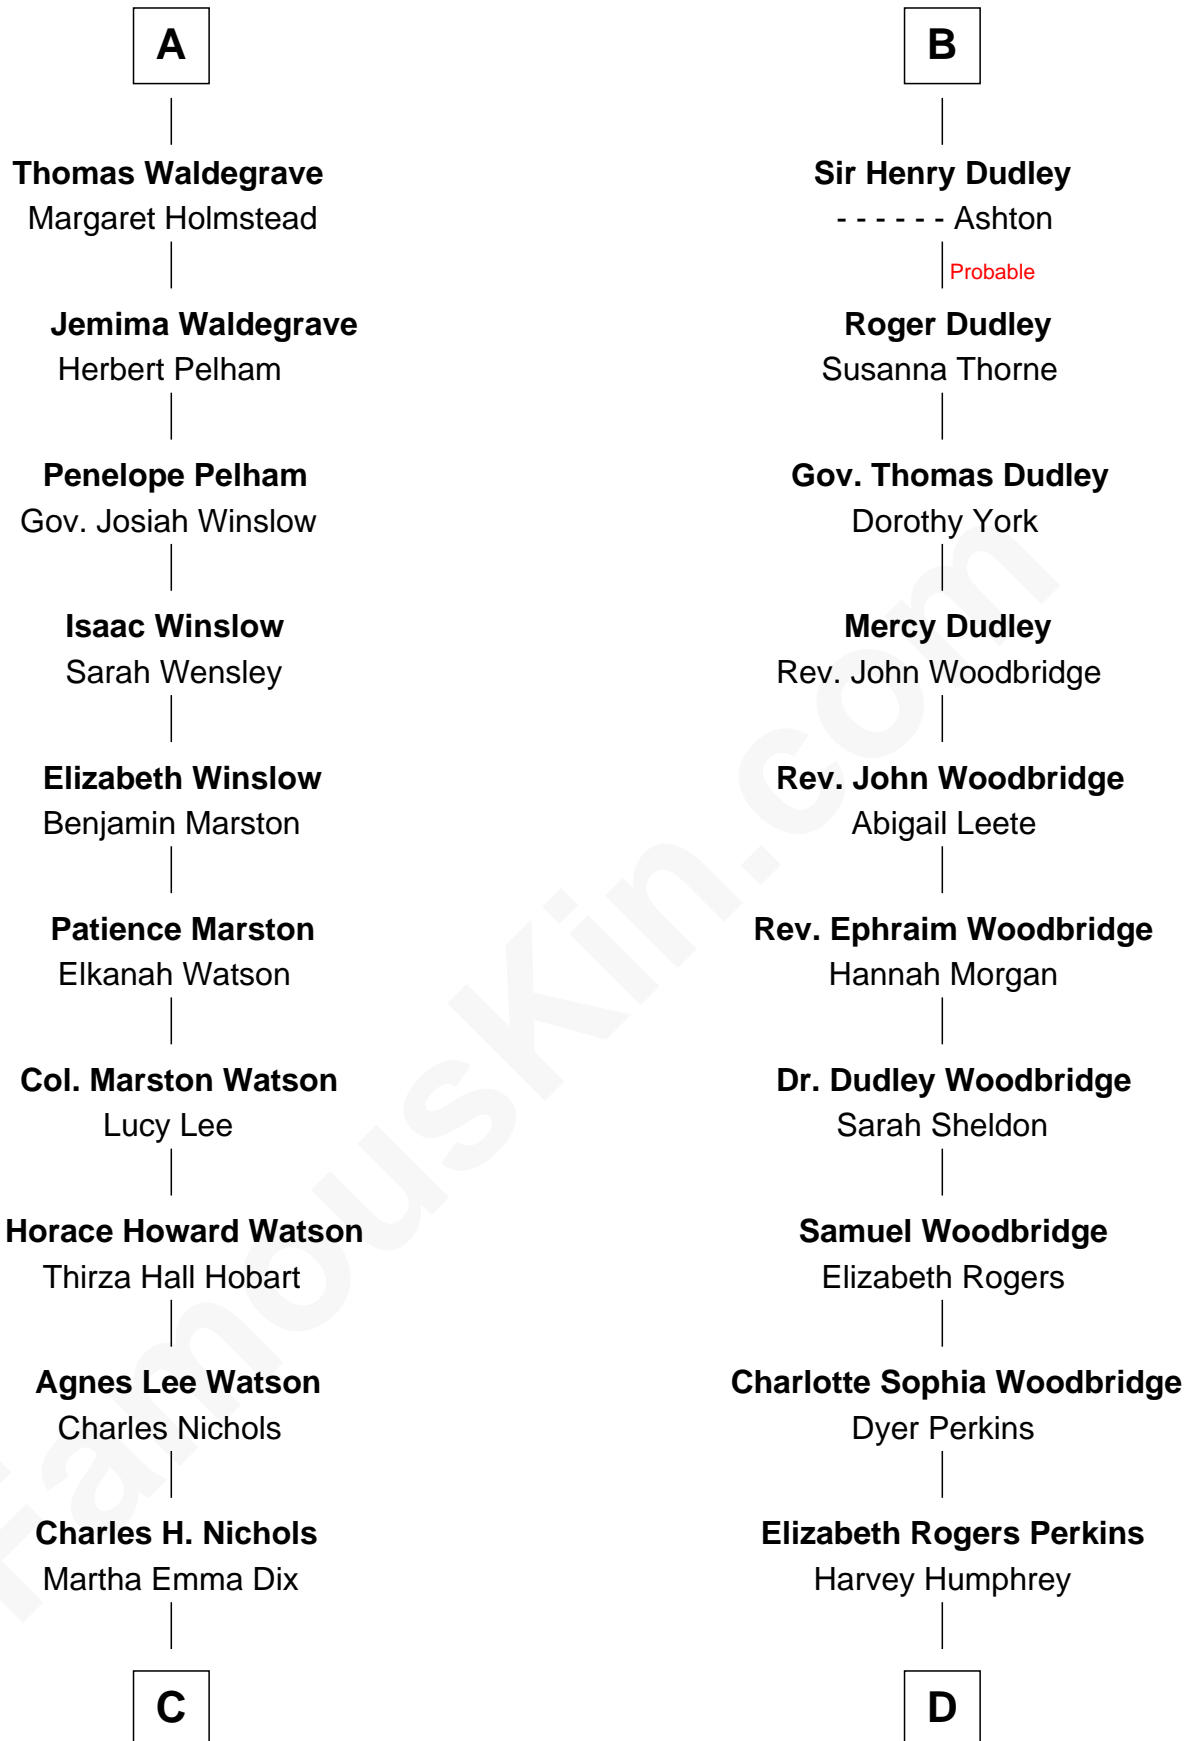 A
Thomas Waldegrave
Margaret Holmstead
Jemima Waldegrave
Herbert Pelham
Penelope Pelham
Gov. Josiah Winslow
Isaac Winslow
Sarah Wensley
Elizabeth Winslow
Benjamin Marston
Patience Marston
Elkanah Watson
Col. Marston Watson
Lucy Lee
Horace Howard Watson
Thirza Hall Hobart
Agnes Lee Watson
Charles Nichols
Charles H. Nichols
Martha Emma Dix
C
B
Sir Henry Dudley
- - - - - - Ashton
Probable
Roger Dudley
Susanna Thorne
Gov. Thomas Dudley
Dorothy York
Mercy Dudley
Rev. John Woodbridge
Rev. John Woodbridge
Abigail Leete
Rev. Ephraim Woodbridge
Hannah Morgan
Dr. Dudley Woodbridge
Sarah Sheldon
Samuel Woodbridge
Elizabeth Rogers
Charlotte Sophia Woodbridge
Dyer Perkins
Elizabeth Rogers Perkins
Harvey Humphrey
D
FamousKin.com